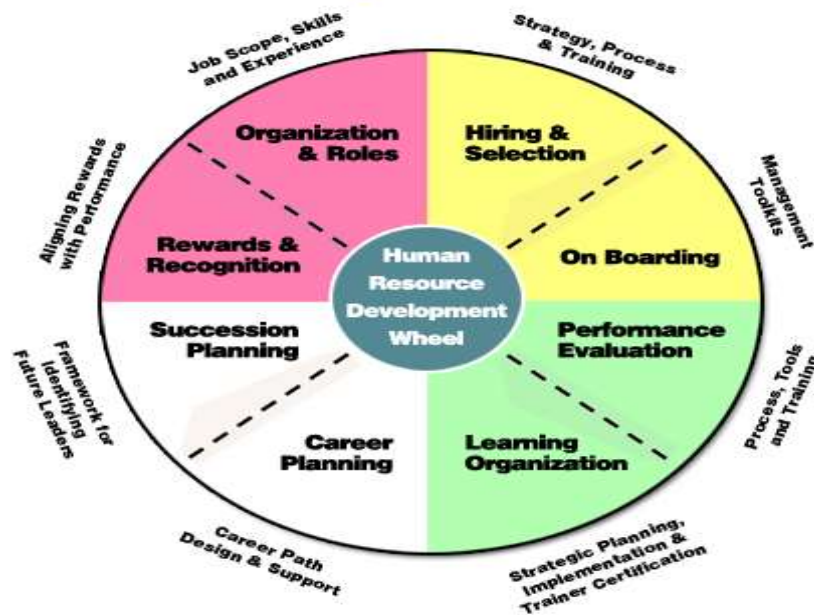 Job Scope, Skills
and Experience
Strategy, Process
& Training
Organization
& Roles
Hiring &
Selection
Aligning Rewards
with Performance
Management
Toolkits
Rewards &
Recognition
On Boarding
Human
Resource
Development
Wheel
Succession
Planning
Performance
Evaluation
Framework for
Identifying
Future Leaders
Process, Tools
and Training
Career
Planning
Learning
Organization
Career Path
Design & Support
Strategic Planning,
Implementation &
Trainer Certification